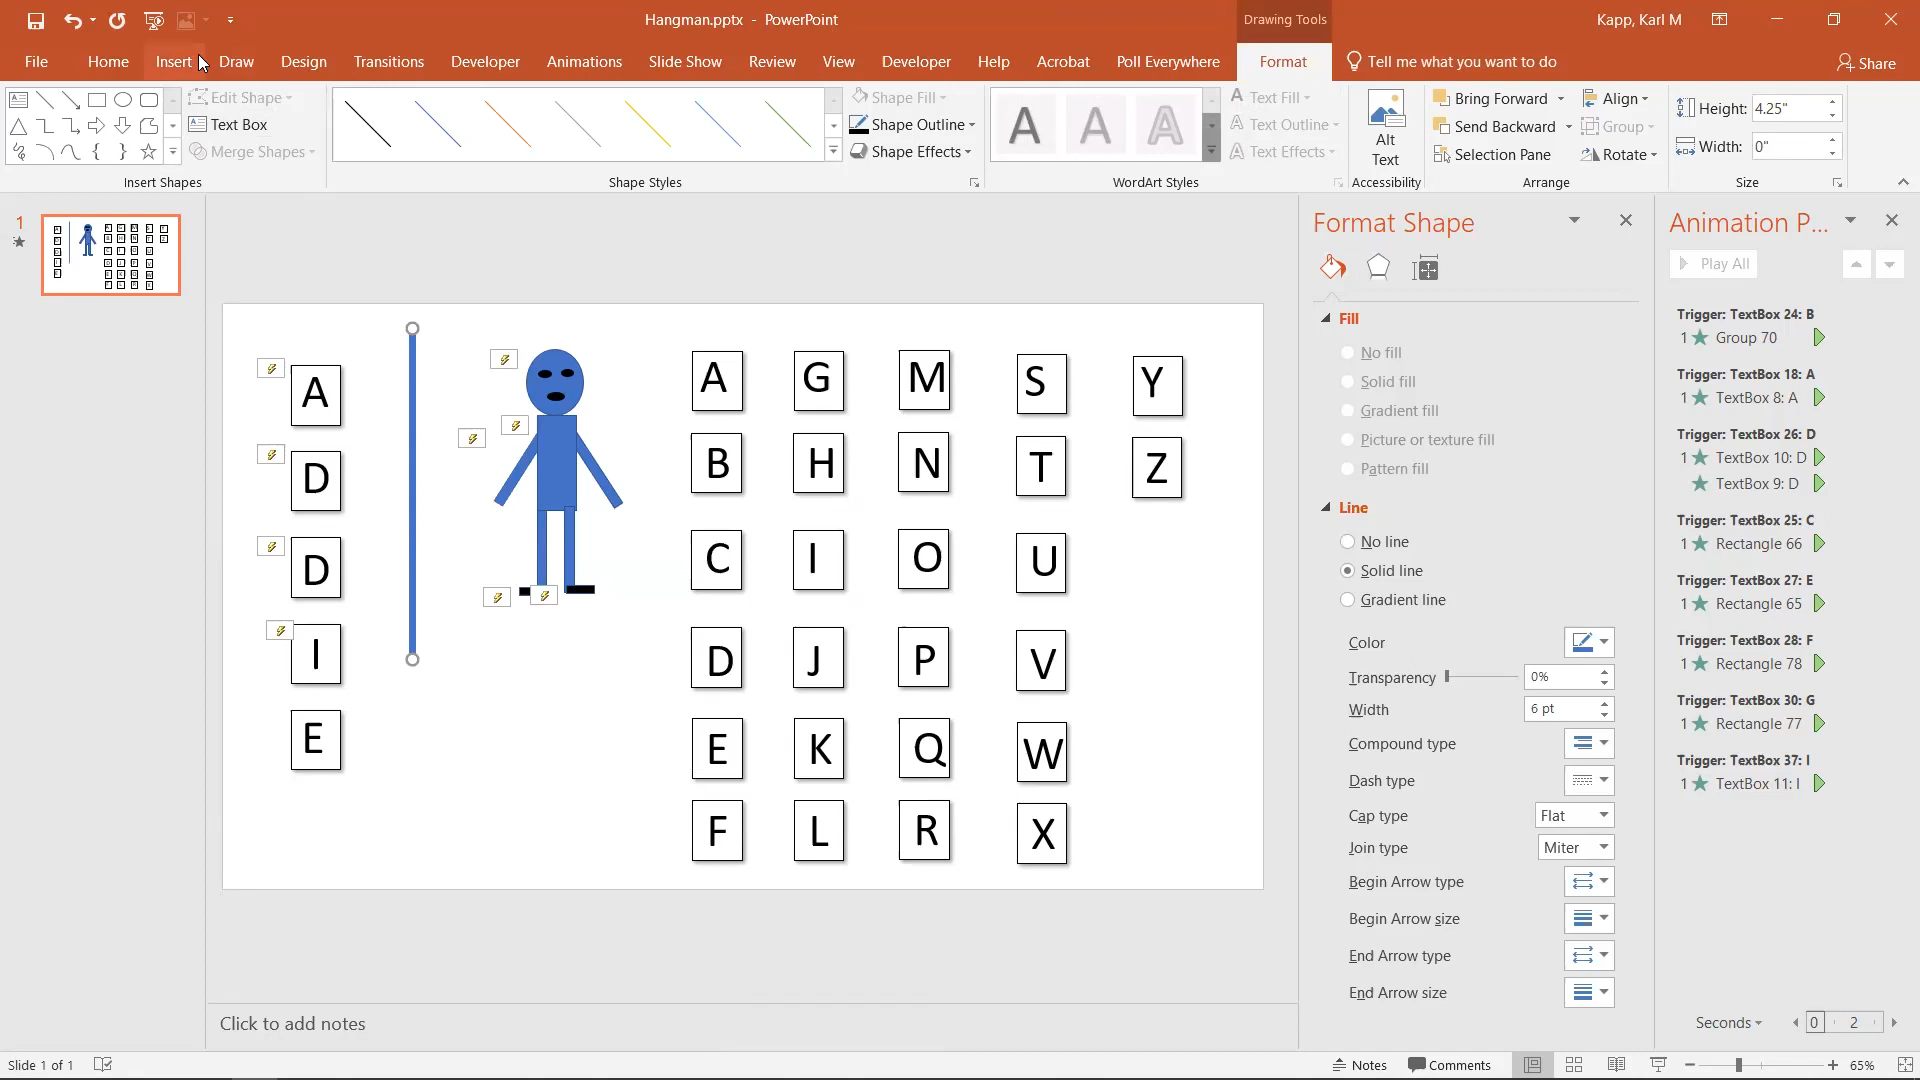 Hangman.pptx - PowerPoint
Drawing Tools
Kapp, Karl M
File
Home
Insert
Draw
Design
Transitions
Developer
Animations
Slide Show
Review
View
Developer
Help
Acrobat
Poll Everywhere
Format
Tell me what you want to do
Share
Edit Shape
Text Box
Merge Shapes
Insert Shapes
Shape Fill
Shape Outline
Shape Effects
Shape Styles
A A A
Text Fill
Text Outline
Text Effects
WordArt Styles
Alt
Text
Accessibility
Bring Forward
Send Backward
Selection Pane
Align
Group
Rotate
Arrange
Height: 4.25"
Width: 0"
Size
1
A
D
D
I
E
A G M S Y
B H N T Z
C I O U
D J P V
E K Q W
F L R X
Click to add notes
Format Shape
Fill
No fill
Solid fill
Gradient fill
Picture or texture fill
Pattern fill
Line
No line
Solid line
Gradient line
Color
Transparency 0%
Width 6 pt
Compound type
Dash type
Cap type Flat
Join type Miter
Begin Arrow type
Begin Arrow size
End Arrow type
End Arrow size
Animation P...
Play All
Trigger: TextBox 24: B
1 Group 70
Trigger: TextBox 18: A
1 TextBox 8: A
Trigger: TextBox 26: D
1 TextBox 10: D
TextBox 9: D
Trigger: TextBox 25: C
1 Rectangle 66
Trigger: TextBox 27: E
1 Rectangle 65
Trigger: TextBox 28: F
1 Rectangle 78
Trigger: TextBox 30: G
1 Rectangle 77
Trigger: TextBox 37: I
1 TextBox 11: I
Seconds 0 2
Slide 1 of 1
Notes
Comments
65%